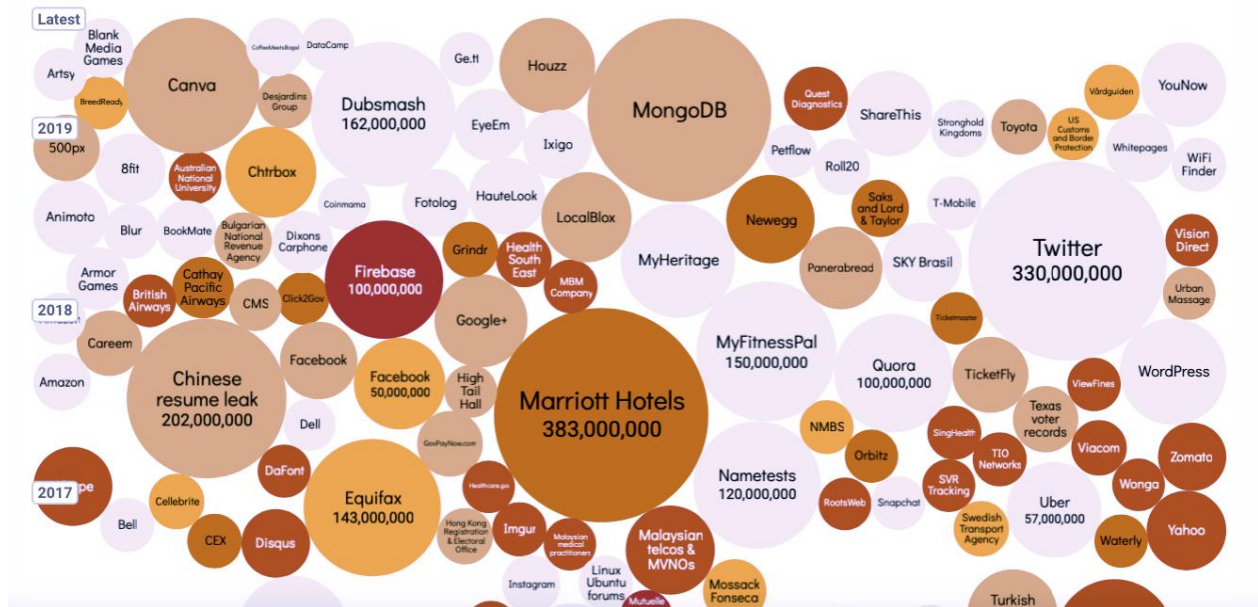 Latest
Blank
Media
Games
Artsy
BreedReady
Canva
CoffeeMeetsBagel
DataCamp
Desjardins
Group
Dubsmash
162,000,000
Ge.tt
Houzz
MongoDB
Quest
Diagnostics
ShareThis
Stronghold
Kingdoms
Toyota
Vårdguiden
US
Customs
and Border
Protection
YouNow
Whitepages
WiFi
Finder
2019
500px
8fit
Australian
National
University
Chtrbox
EyeEm
Ixigo
Petflow
Roll20
Animoto
Blur
BookMate
Bulgarian
National
Revenue
Agency
Dixons
Carphone
Coinmama
Fotolog
HauteLook
LocalBlox
MyHeritage
Newegg
Saks
and Lord
& Taylor
T-Mobile
Twitter
330,000,000
Vision
Direct
Urban
Massage
Armor
Games
British
Airways
Cathay
Pacific
Airways
CMS
Click2Gov
Firebase
100,000,000
Grindr
Health
South
East
MBM
Company
Panerabread
SKY Brasil
2018
Careem
Amazon
Chinese
resume leak
202,000,000
Facebook
Facebook
50,000,000
Google+
High
Tail
Hall
Marriott Hotels
383,000,000
MyFitnessPal
150,000,000
Quora
100,000,000
Ticketmaster
TicketFly
ViewFines
WordPress
Dell
GovPayNow.com
NMBS
Orbitz
SingHealth
Texas
voter
records
TIO
Networks
Viacom
Zomato
2017
pe
Bell
Cellebrite
CEX
DaFont
Disqus
Equifax
143,000,000
Healthcare.gov
Hong Kong
Registration
& Electoral
Office
Imgur
Malaysian
medical
practitioners
Malaysian
telcos &
MVNOs
Nametests
120,000,000
RootsWeb
Snapchat
SVR
Tracking
Swedish
Transport
Agency
Uber
57,000,000
Wonga
Waterly
Yahoo
Instagram
Linux
Ubuntu
forums
Mutuelle
Mossack
Fonseca
Turkish